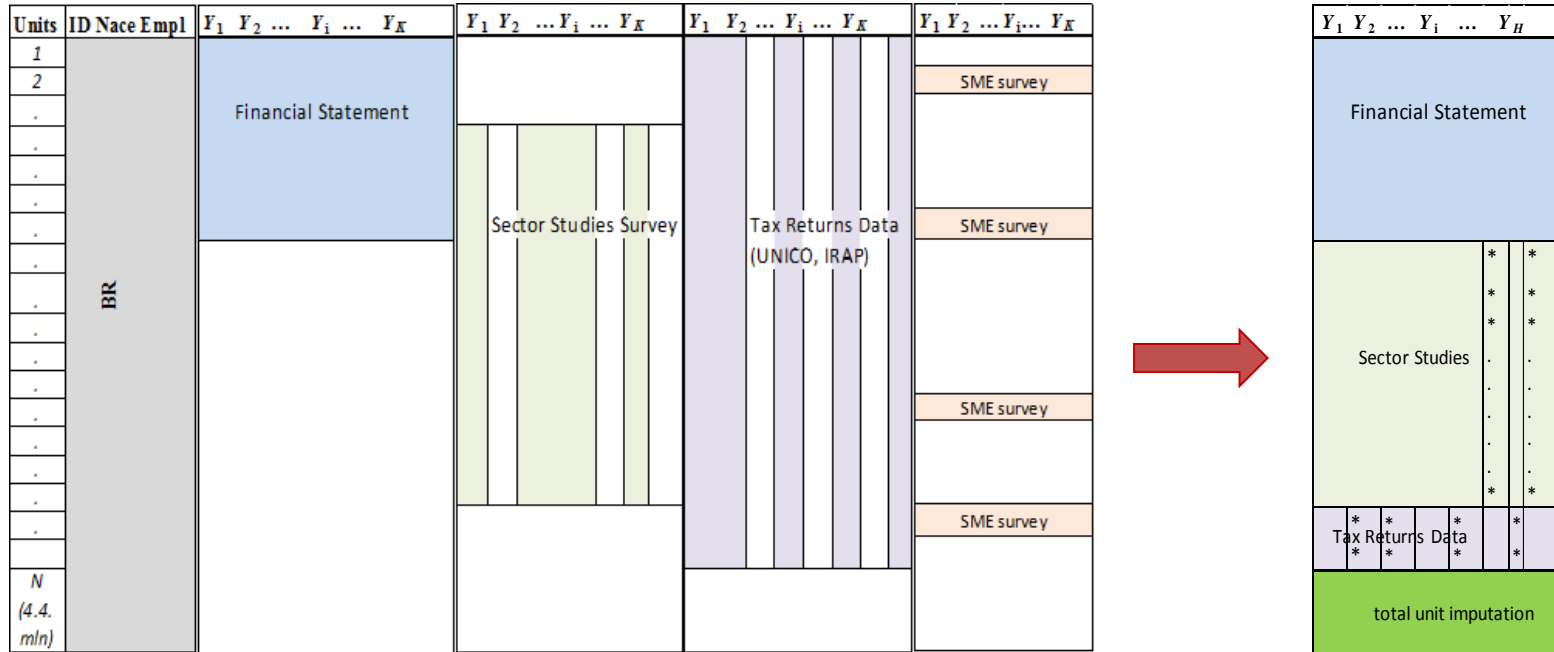 Units ID Nace Empl Y1 Y2 ... Yi ... YK Y1 Y2 ... Yi ... YK Y1 Y2 ... Yi ... YK Y1 Y2 ... Yi... YK Y1 Y2 ... Yi ... YH
1
2 SME survey
. Financial Statement Financial Statement
.
.
.
. Sector Studies Survey Tax Returns Data SME survey
. (UNICO, IRAP) * *
. BR * *
. * *
. Sector Studies . .
. . .
. SME survey . .
. . .
. . .
. * *
. SME survey * * * *
Tax Returns Data
* * * *
N
(4.4. total unit imputation
mln)